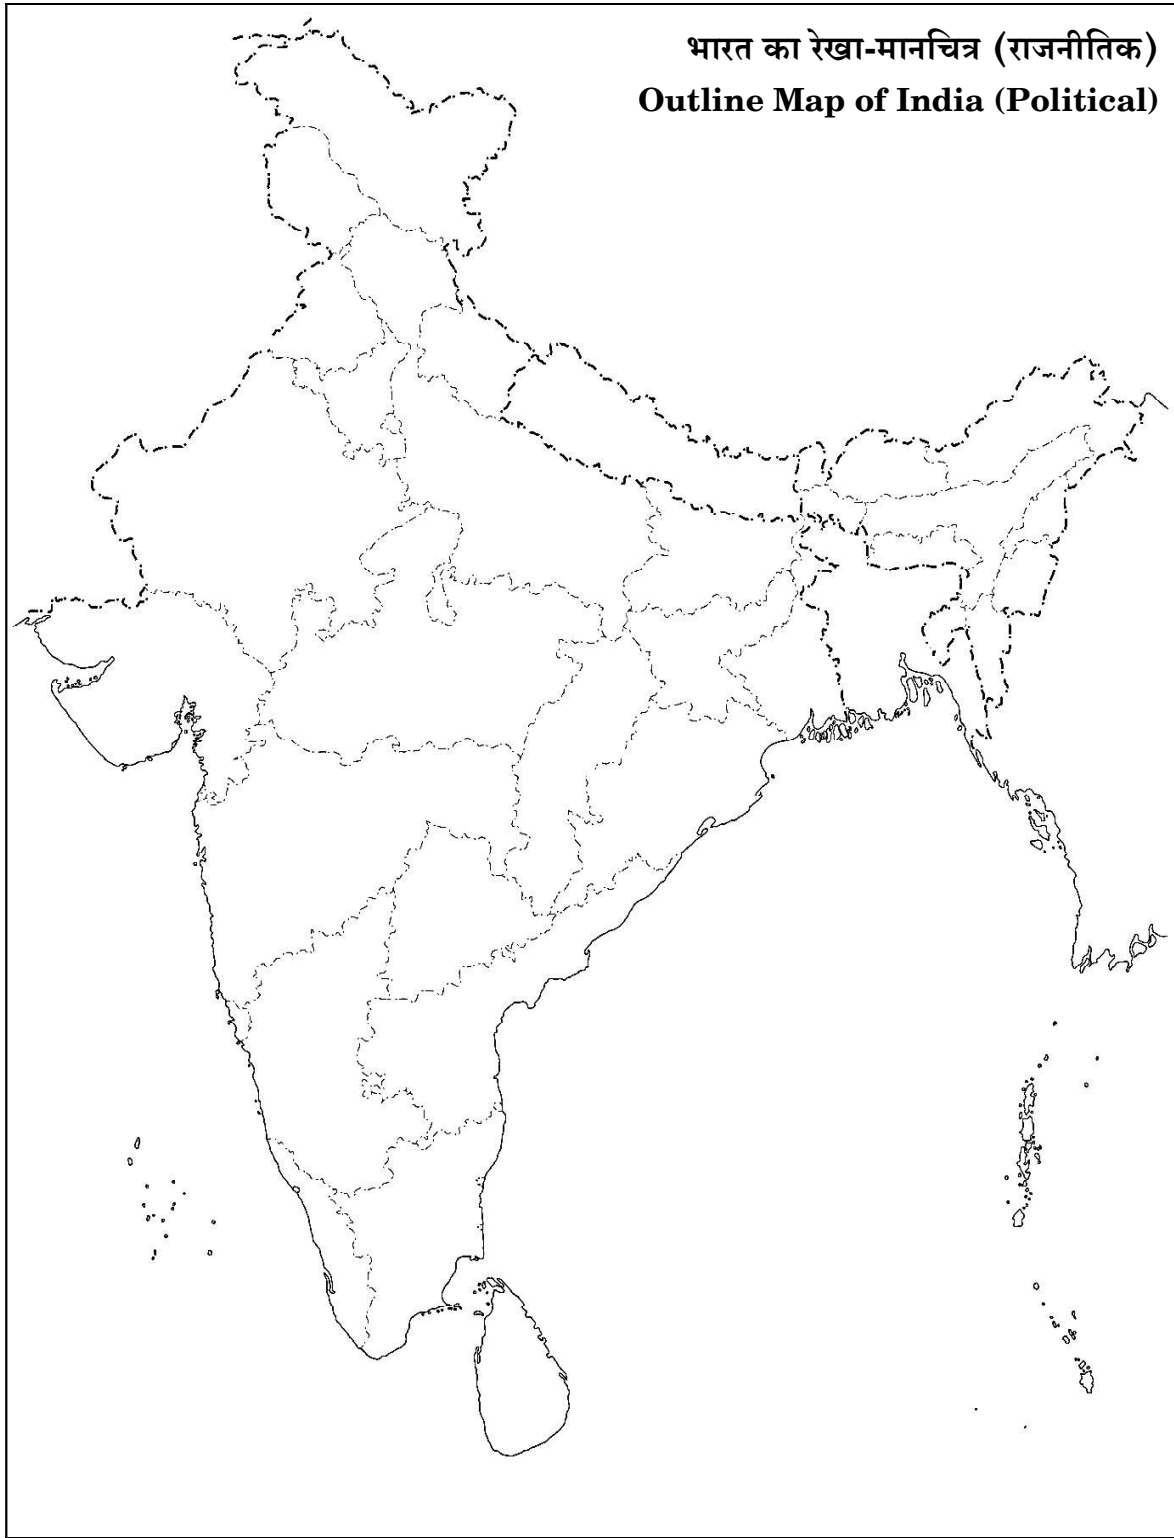 भारत का रेखा-मानचित्र (राजनीतिक)
Outline Map of India (Political)